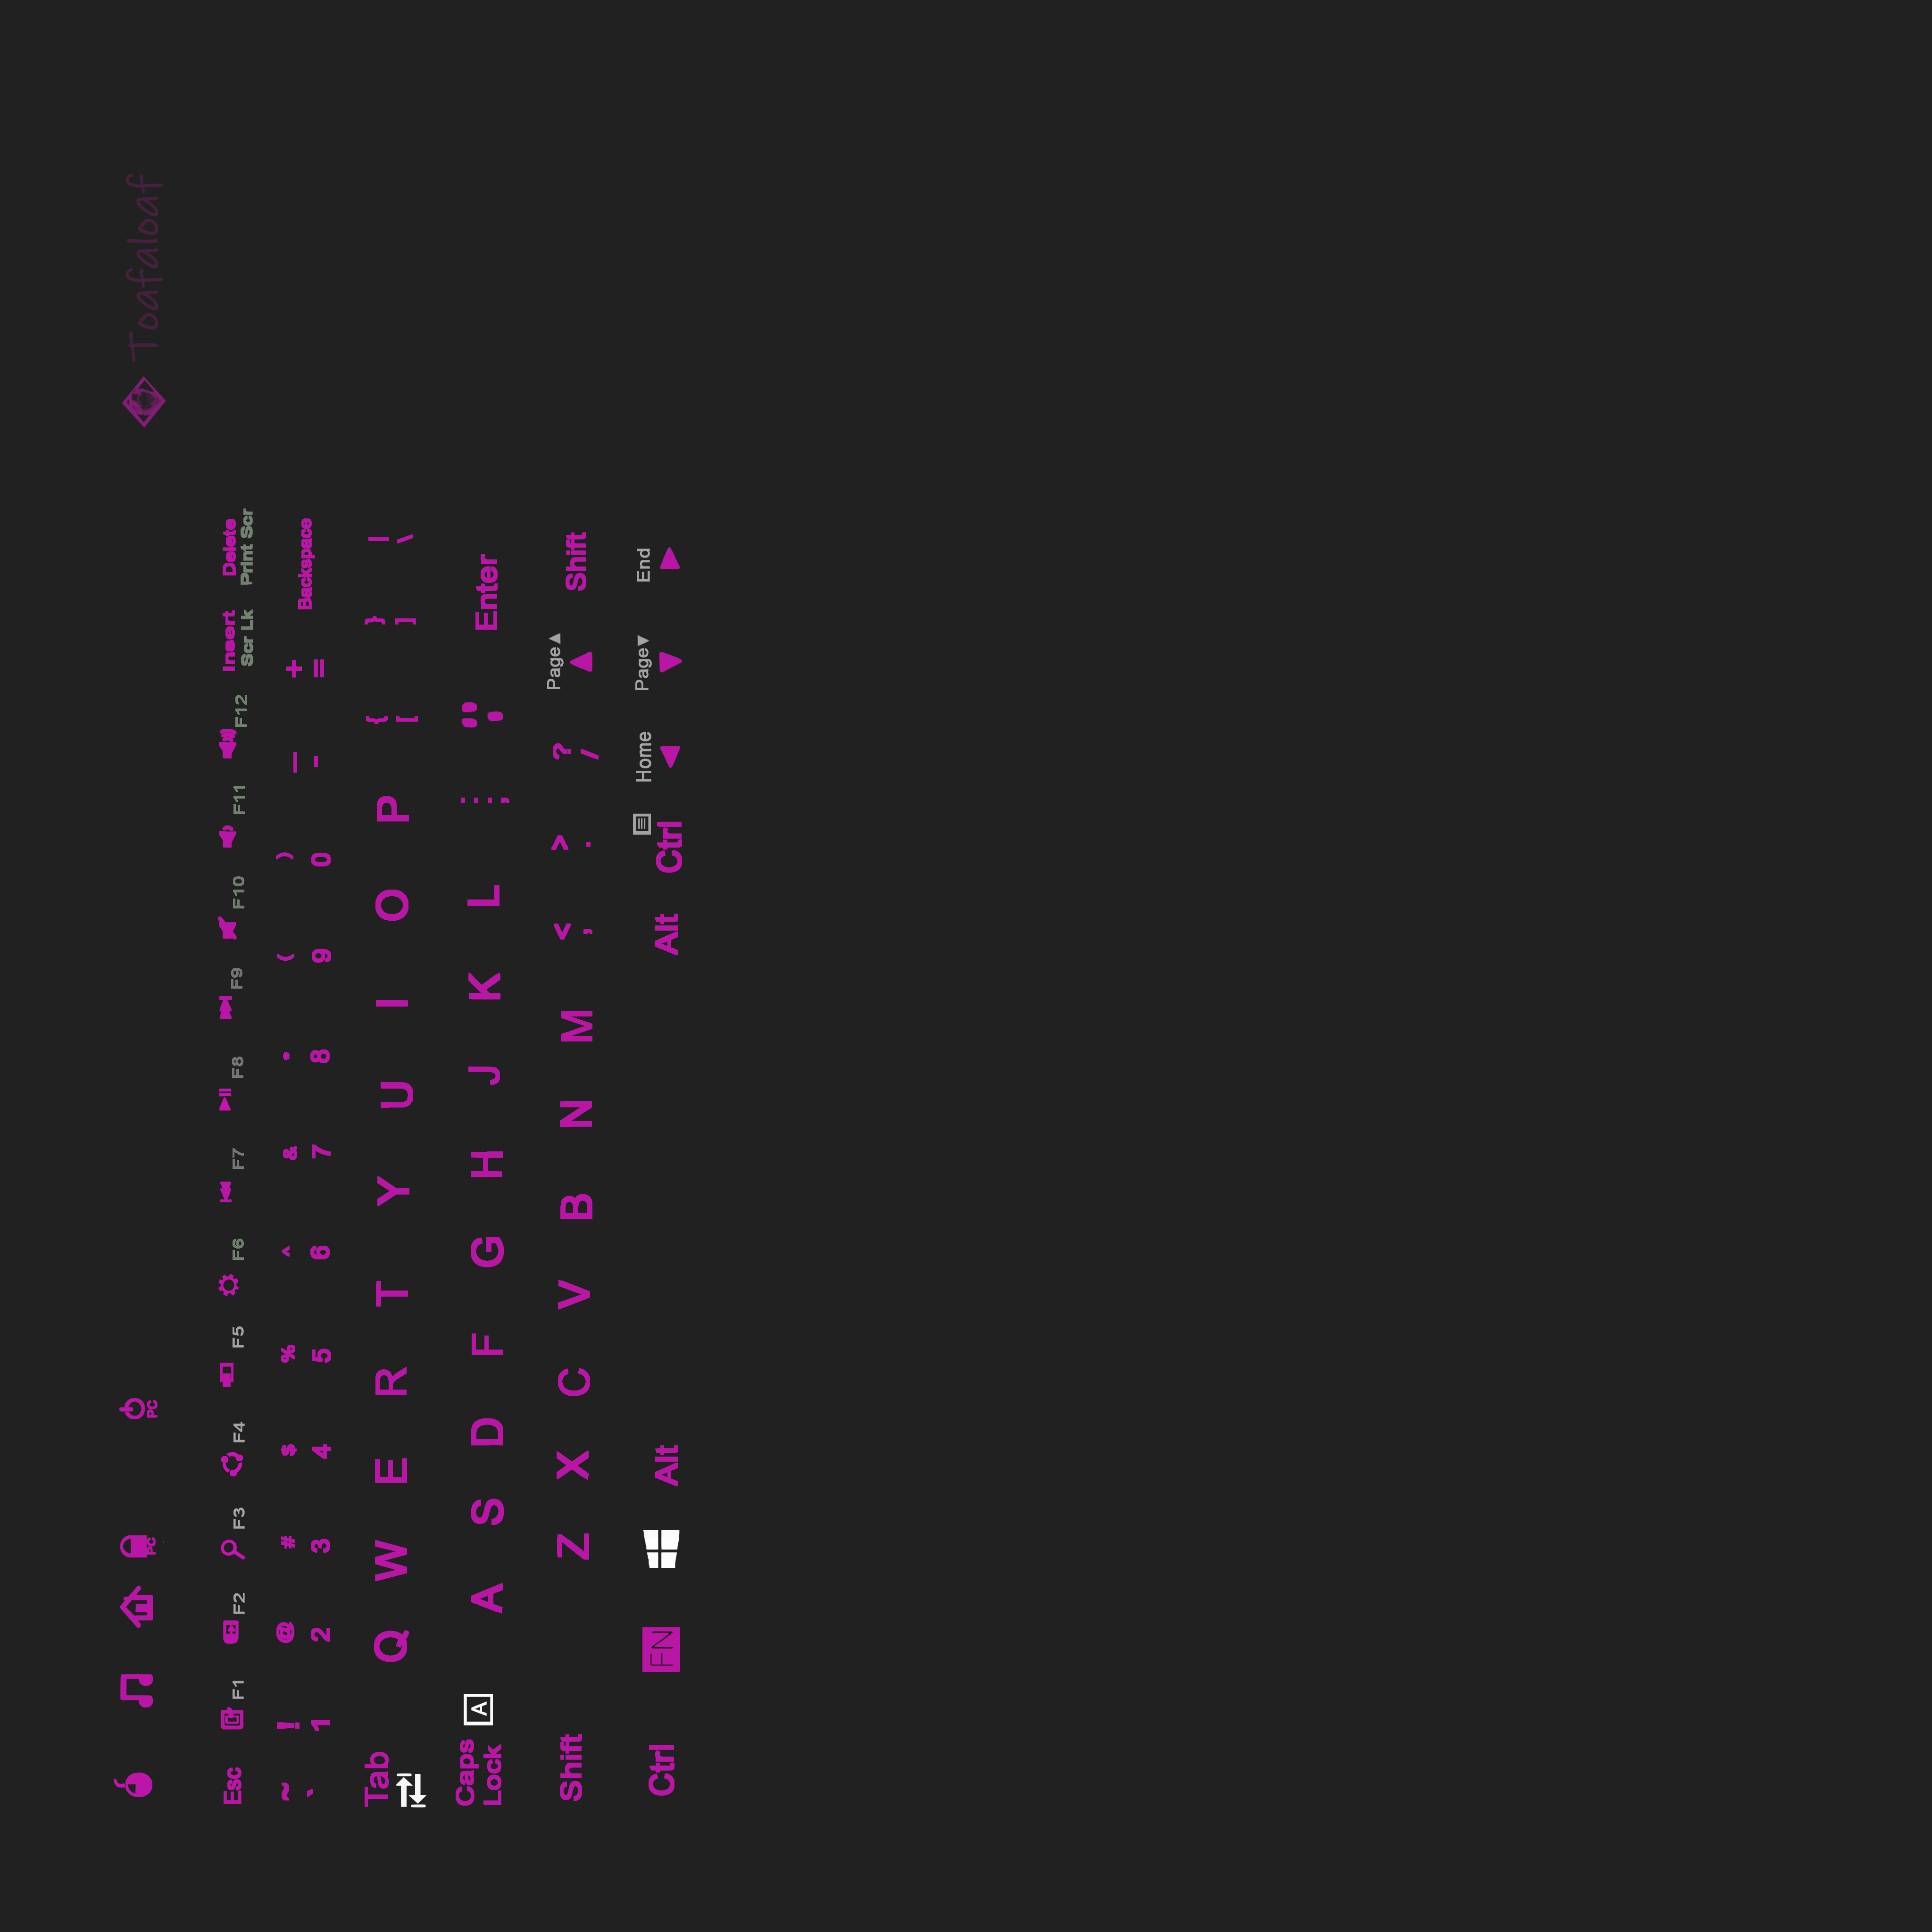 Toafaloaf
PC PC
Esc F1 F2 F3 F4 F5 F6 F7 F8 F9 F10 F11 F12 Insert Delete
Scr Lk Print Scr
~ ! @ # $ % ^ & * ( ) _ + Backspace
` 1 2 3 4 5 6 7 8 9 0 - =
Tab Q W E R T Y U I O P { } |
[ ] \
Caps A A S D F G H J K L : " Enter
Lock ; '
Shift Z X C V B N M < > ? Page Shift
, . /
Ctrl FN Alt Alt Ctrl Home Page End